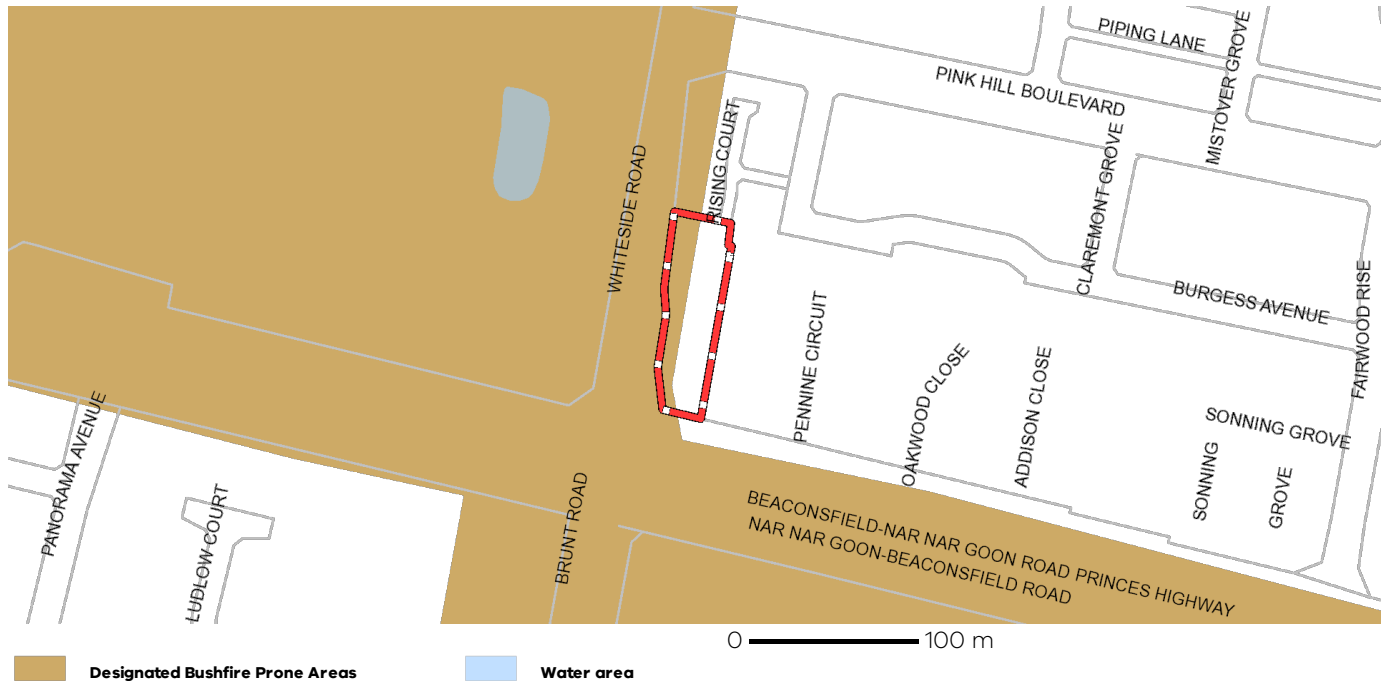 PIPING LANE
MISTOVER GROVE
PINK HILL BOULEVARD
RISING COURT
CLAREMONT GROVE
WHITESIDE ROAD
BURGESS AVENUE
FAIRWOOD RISE
PENNINE CIRCUIT
OAKWOOD CLOSE
ADDISON CLOSE
SONNING GROVE
PANORAMA AVENUE
SONNING
GROVE
LUDLOW COURT
BRUNT ROAD
BEACONSFIELD-NAR NAR GOON ROAD PRINCES HIGHWAY
NAR NAR GOON-BEACONSFIELD ROAD
0 100 m
Designated Bushfire Prone Areas
Water area